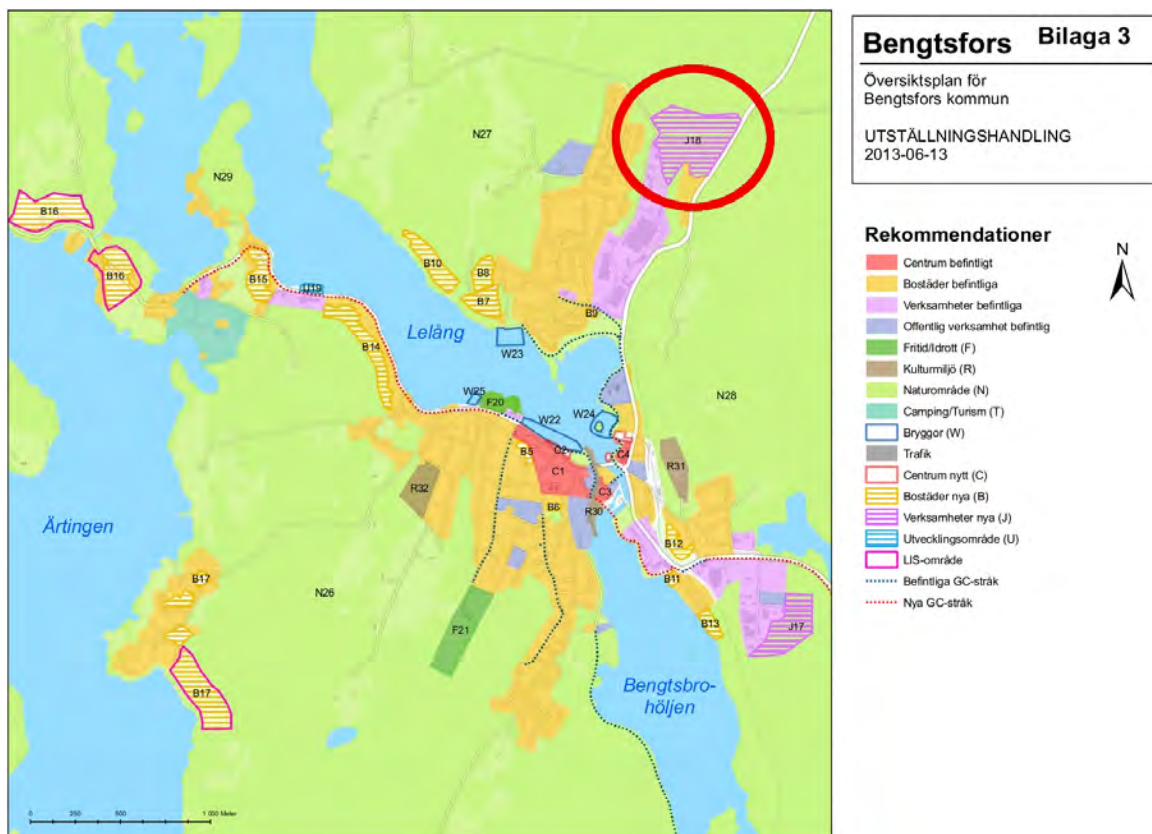 Bengtsfors Bilaga 3
Översiktsplan för
Bengtsfors kommun
UTSTÄLLNINGSHANDLING
2013-06-13
Rekommendationer
Centrum befintligt
Bostäder befintliga
Verksamheter befintliga
Offentlig verksamhet befintlig
Fritid/Idrott (F)
Kulturmiljö (R)
Naturområde (N)
Camping/Turism (T)
Bryggor (W)
Trafik
Centrum nytt (C)
Bostäder nya (B)
Verksamheter nya (J)
Utvecklingsområde (U)
LIS-område
Befintliga GC-stråk
Nya GC-stråk
N
N27
J18
N29
B16
B16
B15
U19
B10
B8
B7
B9
Lelång
W23
B14
W25
F20
W22
W24
N28
C2
C4
B5
C1
R31
R32
C3
B6
R30
Ärtingen
B12
B17
B11
N26
B13
J17
F21
B17
Bengtsbro-
höljen
0 250 500 1 000 Meter